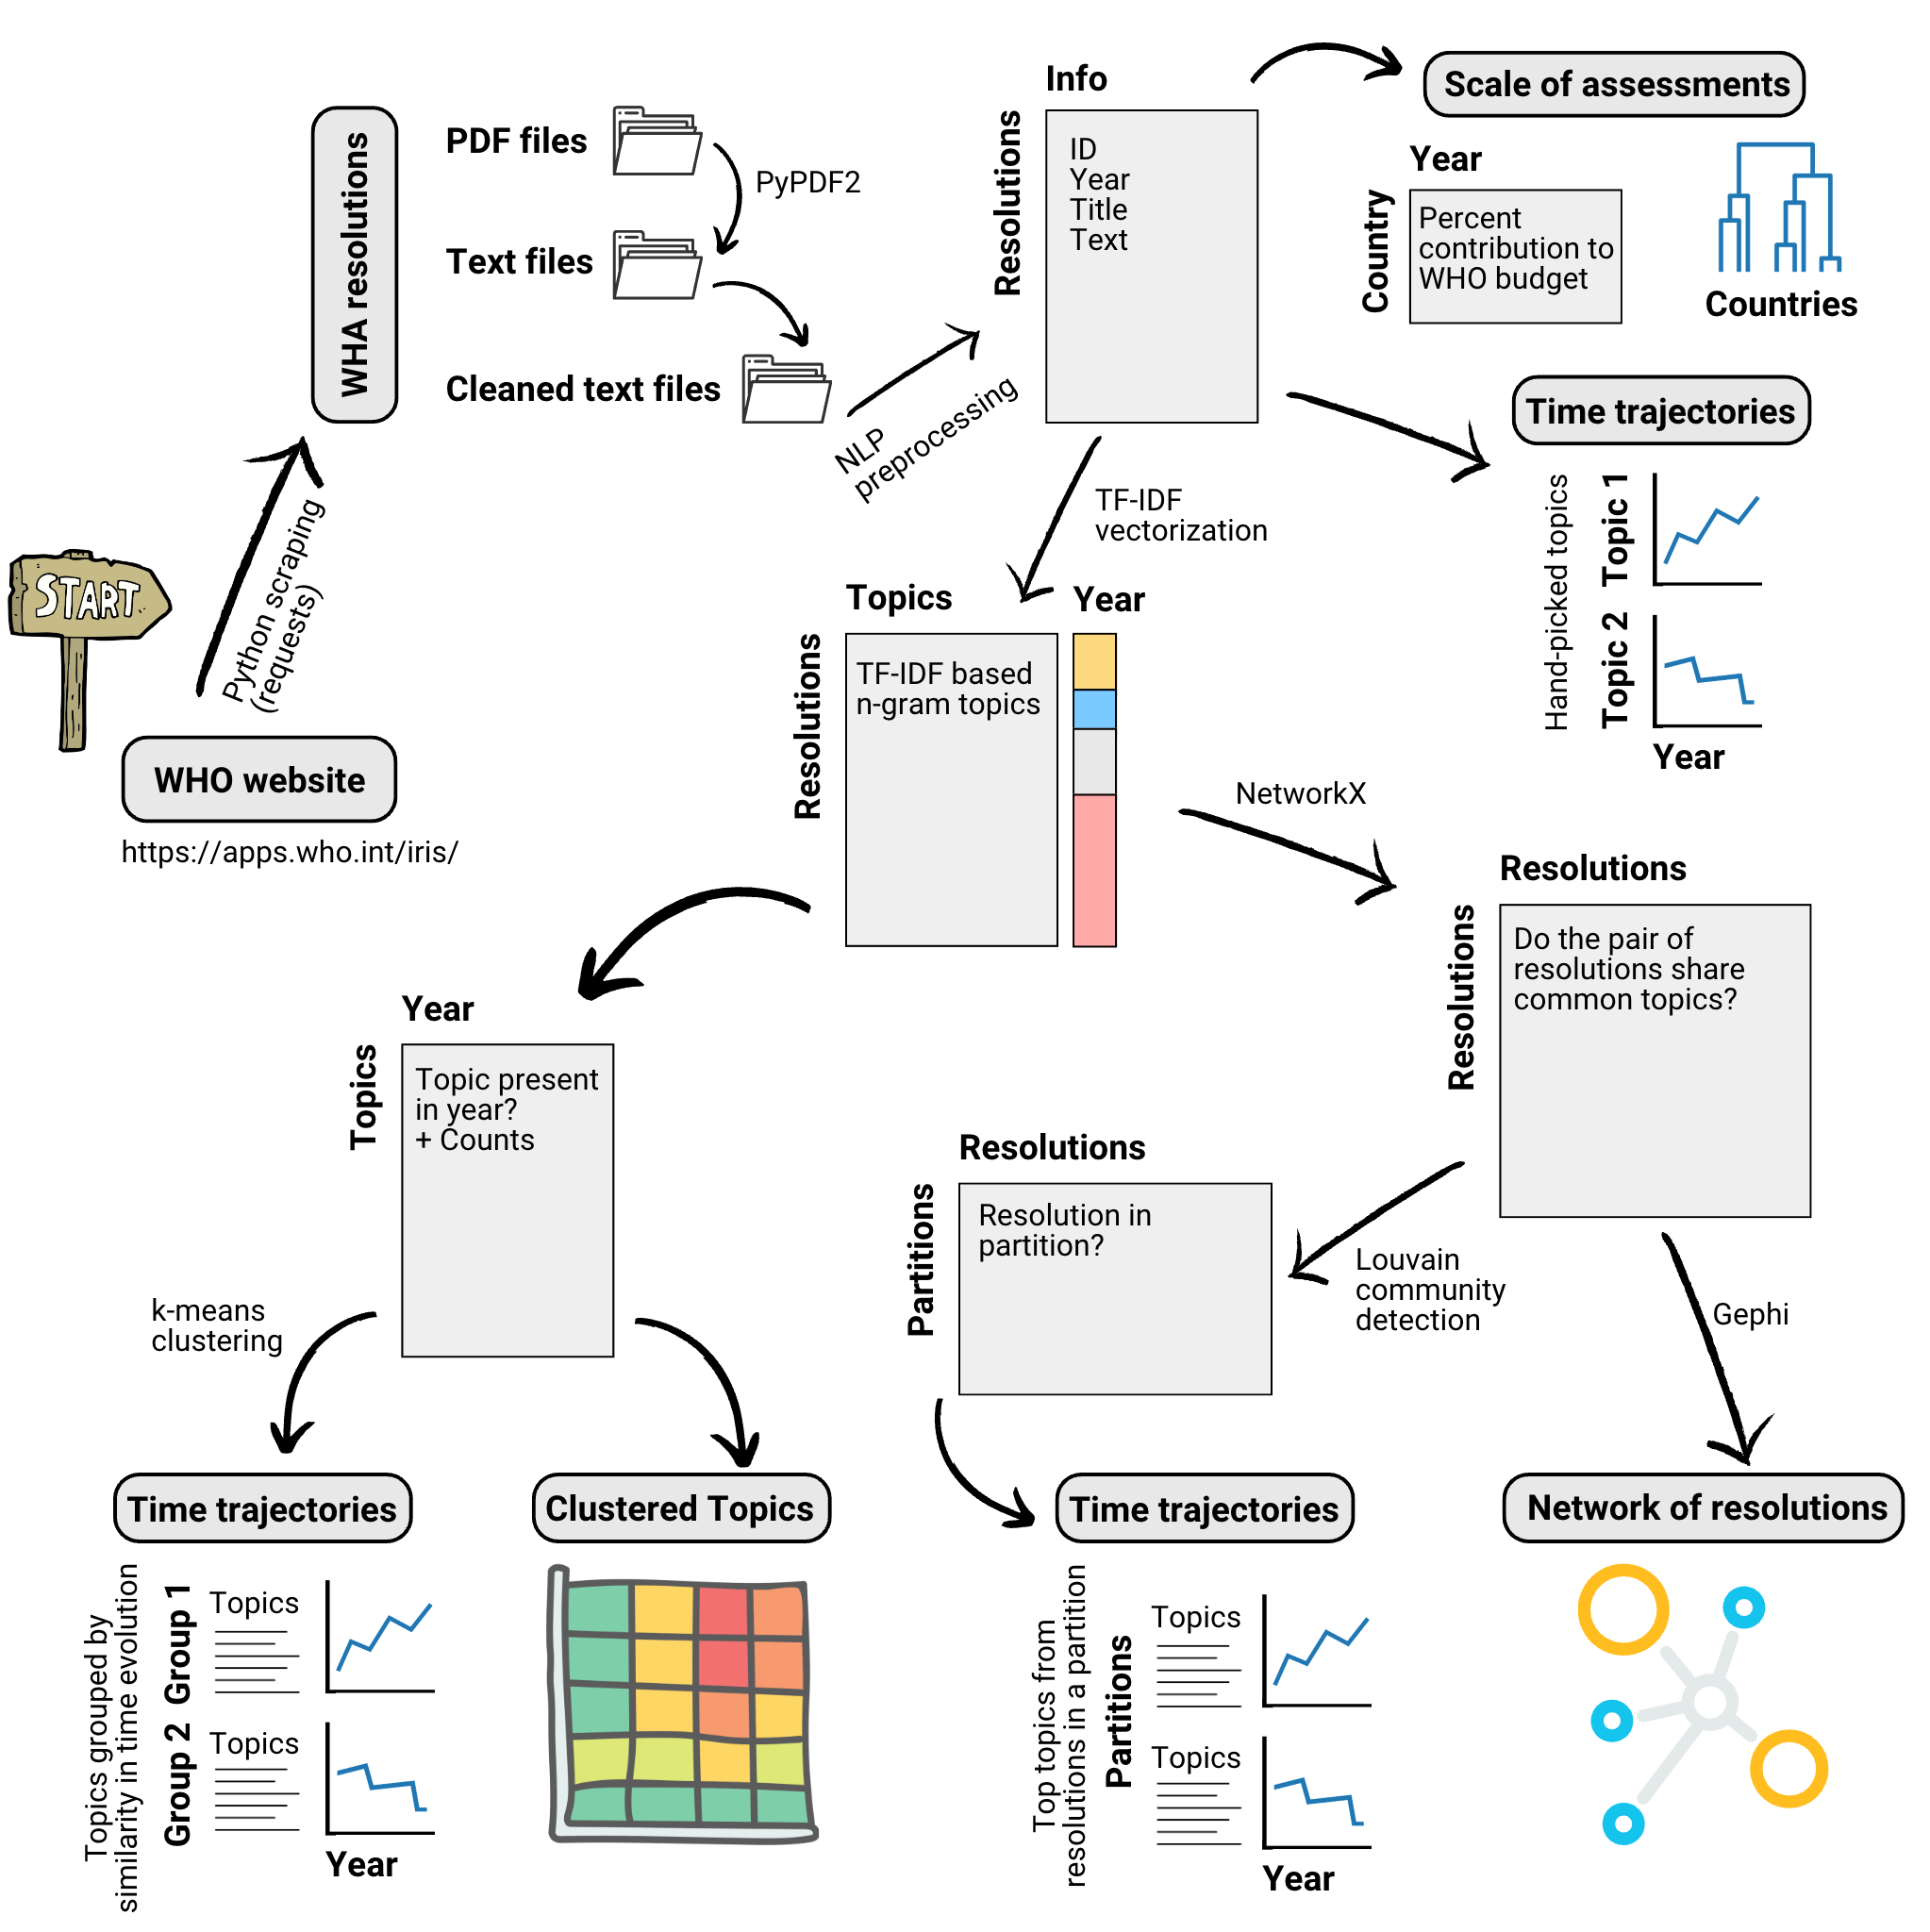 START
WHO website
https://apps.who.int/iris/
Python scraping
(requests)
WHA resolutions
PDF files
PyPDF2
Text files
Cleaned text files
NLP
preprocessing
Info
Resolutions
ID
Year
Title
Text
Scale of assessments
Year
Country
Percent
contribution to
WHO budget
Countries
Time trajectories
Hand-picked topics
Topic 1
Topic 2
Year
TF-IDF
vectorization
Topics
Year
Resolutions
TF-IDF based
n-gram topics
NetworkX
Resolutions
Resolutions
Do the pair of
resolutions share
common topics?
Year
Topics
Topic present
in year?
+ Counts
Resolutions
Partitions
Resolution in
partition?
Louvain
community
detection
Gephi
k-means
clustering
Time trajectories
Topics grouped by
similarity in time evolution
Group 1
Topics
Group 2
Topics
Year
Clustered Topics
Time trajectories
Top topics from
resolutions in a partition
Partitions
Topics
Topics
Year
Network of resolutions